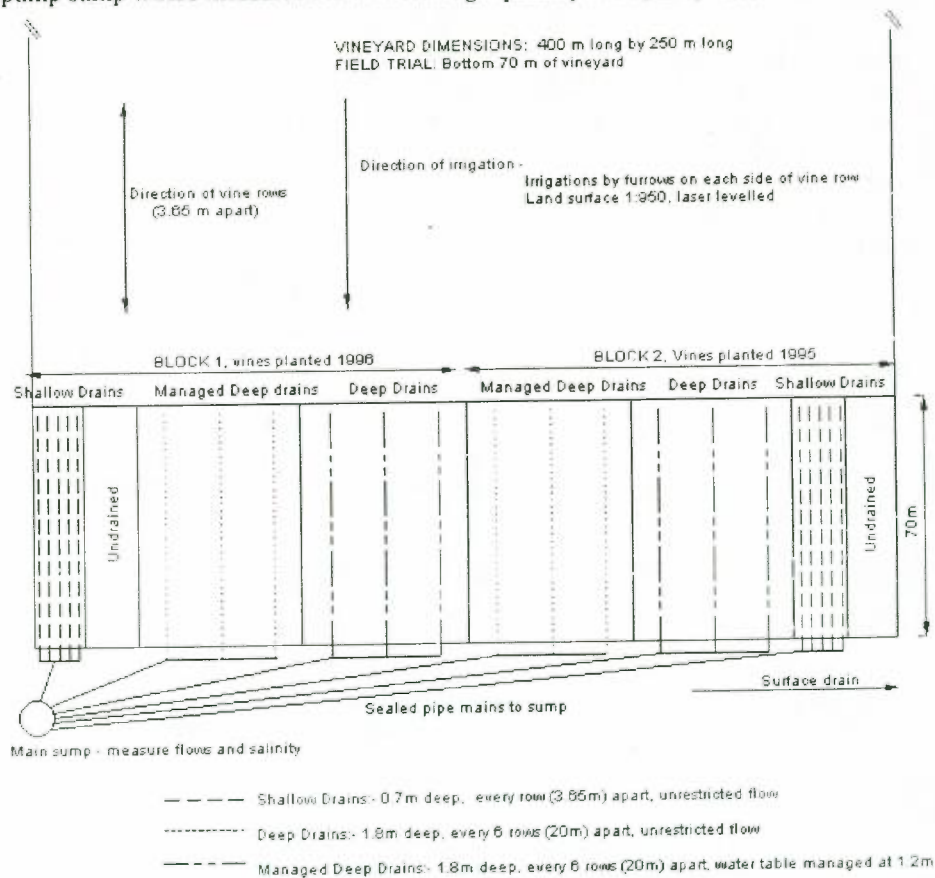 VINEYARD DIMENSIONS: 400 m long by 250 m long
FIELD TRIAL: Bottom 70 m of vineyard
Direction of vine rows
(3.65 m apart)
Direction of irrigation -
Irrigations by furrows on each side of vine row
Land surface 1:950, laser levelled
BLOCK 1, vines planted 1996
BLOCK 2, Vines planted 1995
Shallow Drains
Managed Deep drains
Deep Drains
Managed Deep Drains
Deep Drains
Shallow Drains
Undrained
Undrained
70m
Surface drain
Sealed pipe mains to sump
Main sump - measure flows and salinity
Shallow Drains:- 0.7m deep, every row (3.65m) apart, unrestricted flow
Deep Drains:- 1.8m deep, every 6 rows (20m) apart, unrestricted flow
Managed Deep Drains:- 1.8m deep, every 6 rows (20m) apart, water table managed at 1.2m